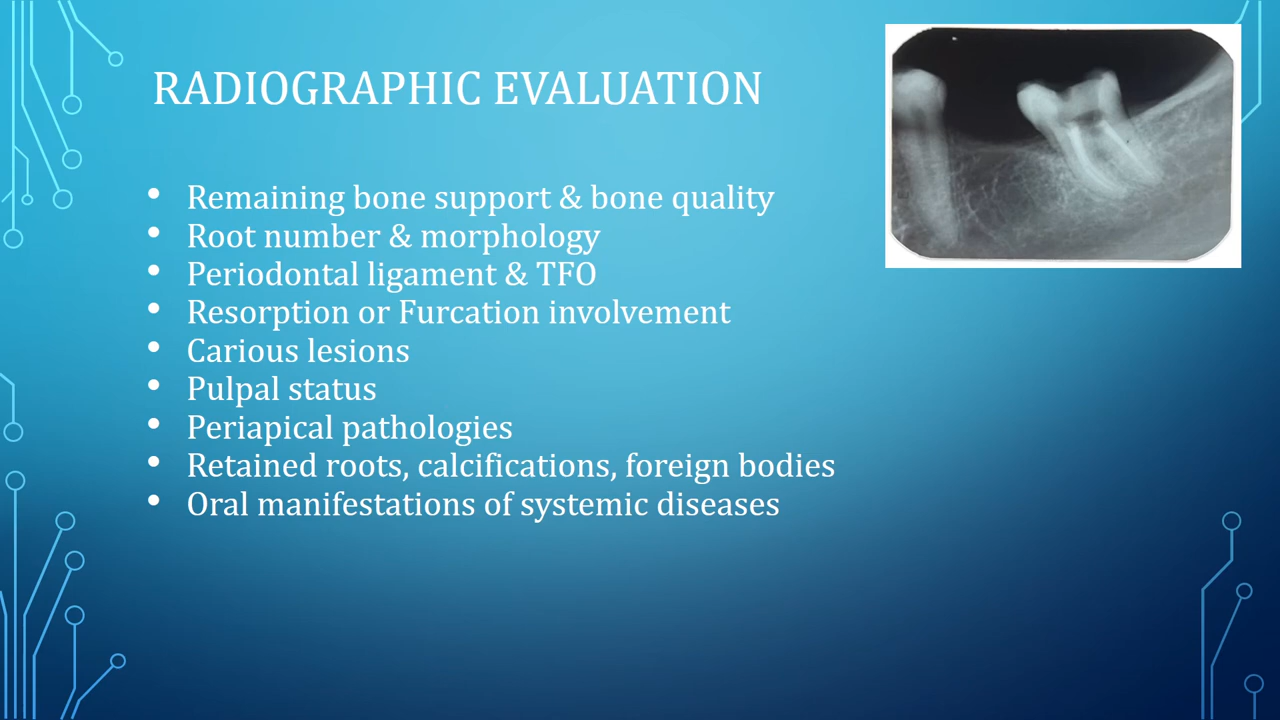 RADIOGRAPHIC EVALUATION
• Remaining bone support & bone quality
• Root number & morphology
• Periodontal ligament & TFO
• Resorption or Furcation involvement
• Carious lesions
• Pulpal status
• Periapical pathologies
• Retained roots, calcifications, foreign bodies
• Oral manifestations of systemic diseases